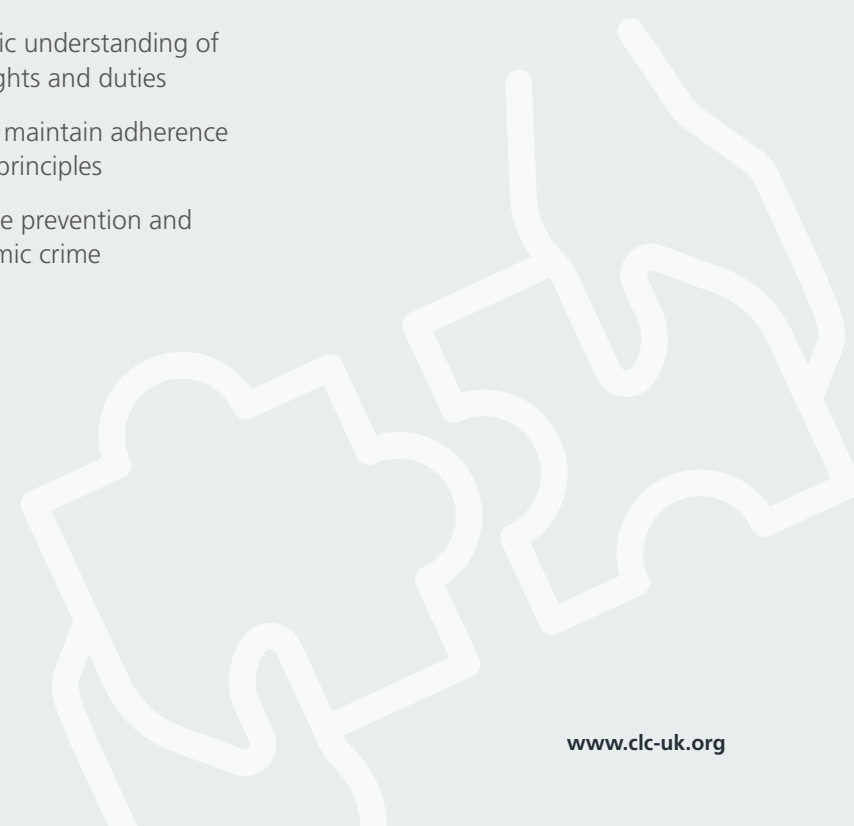 ic understanding of
ghts and duties
maintain adherence
principles
e prevention and
mic crime
www.clc-uk.org